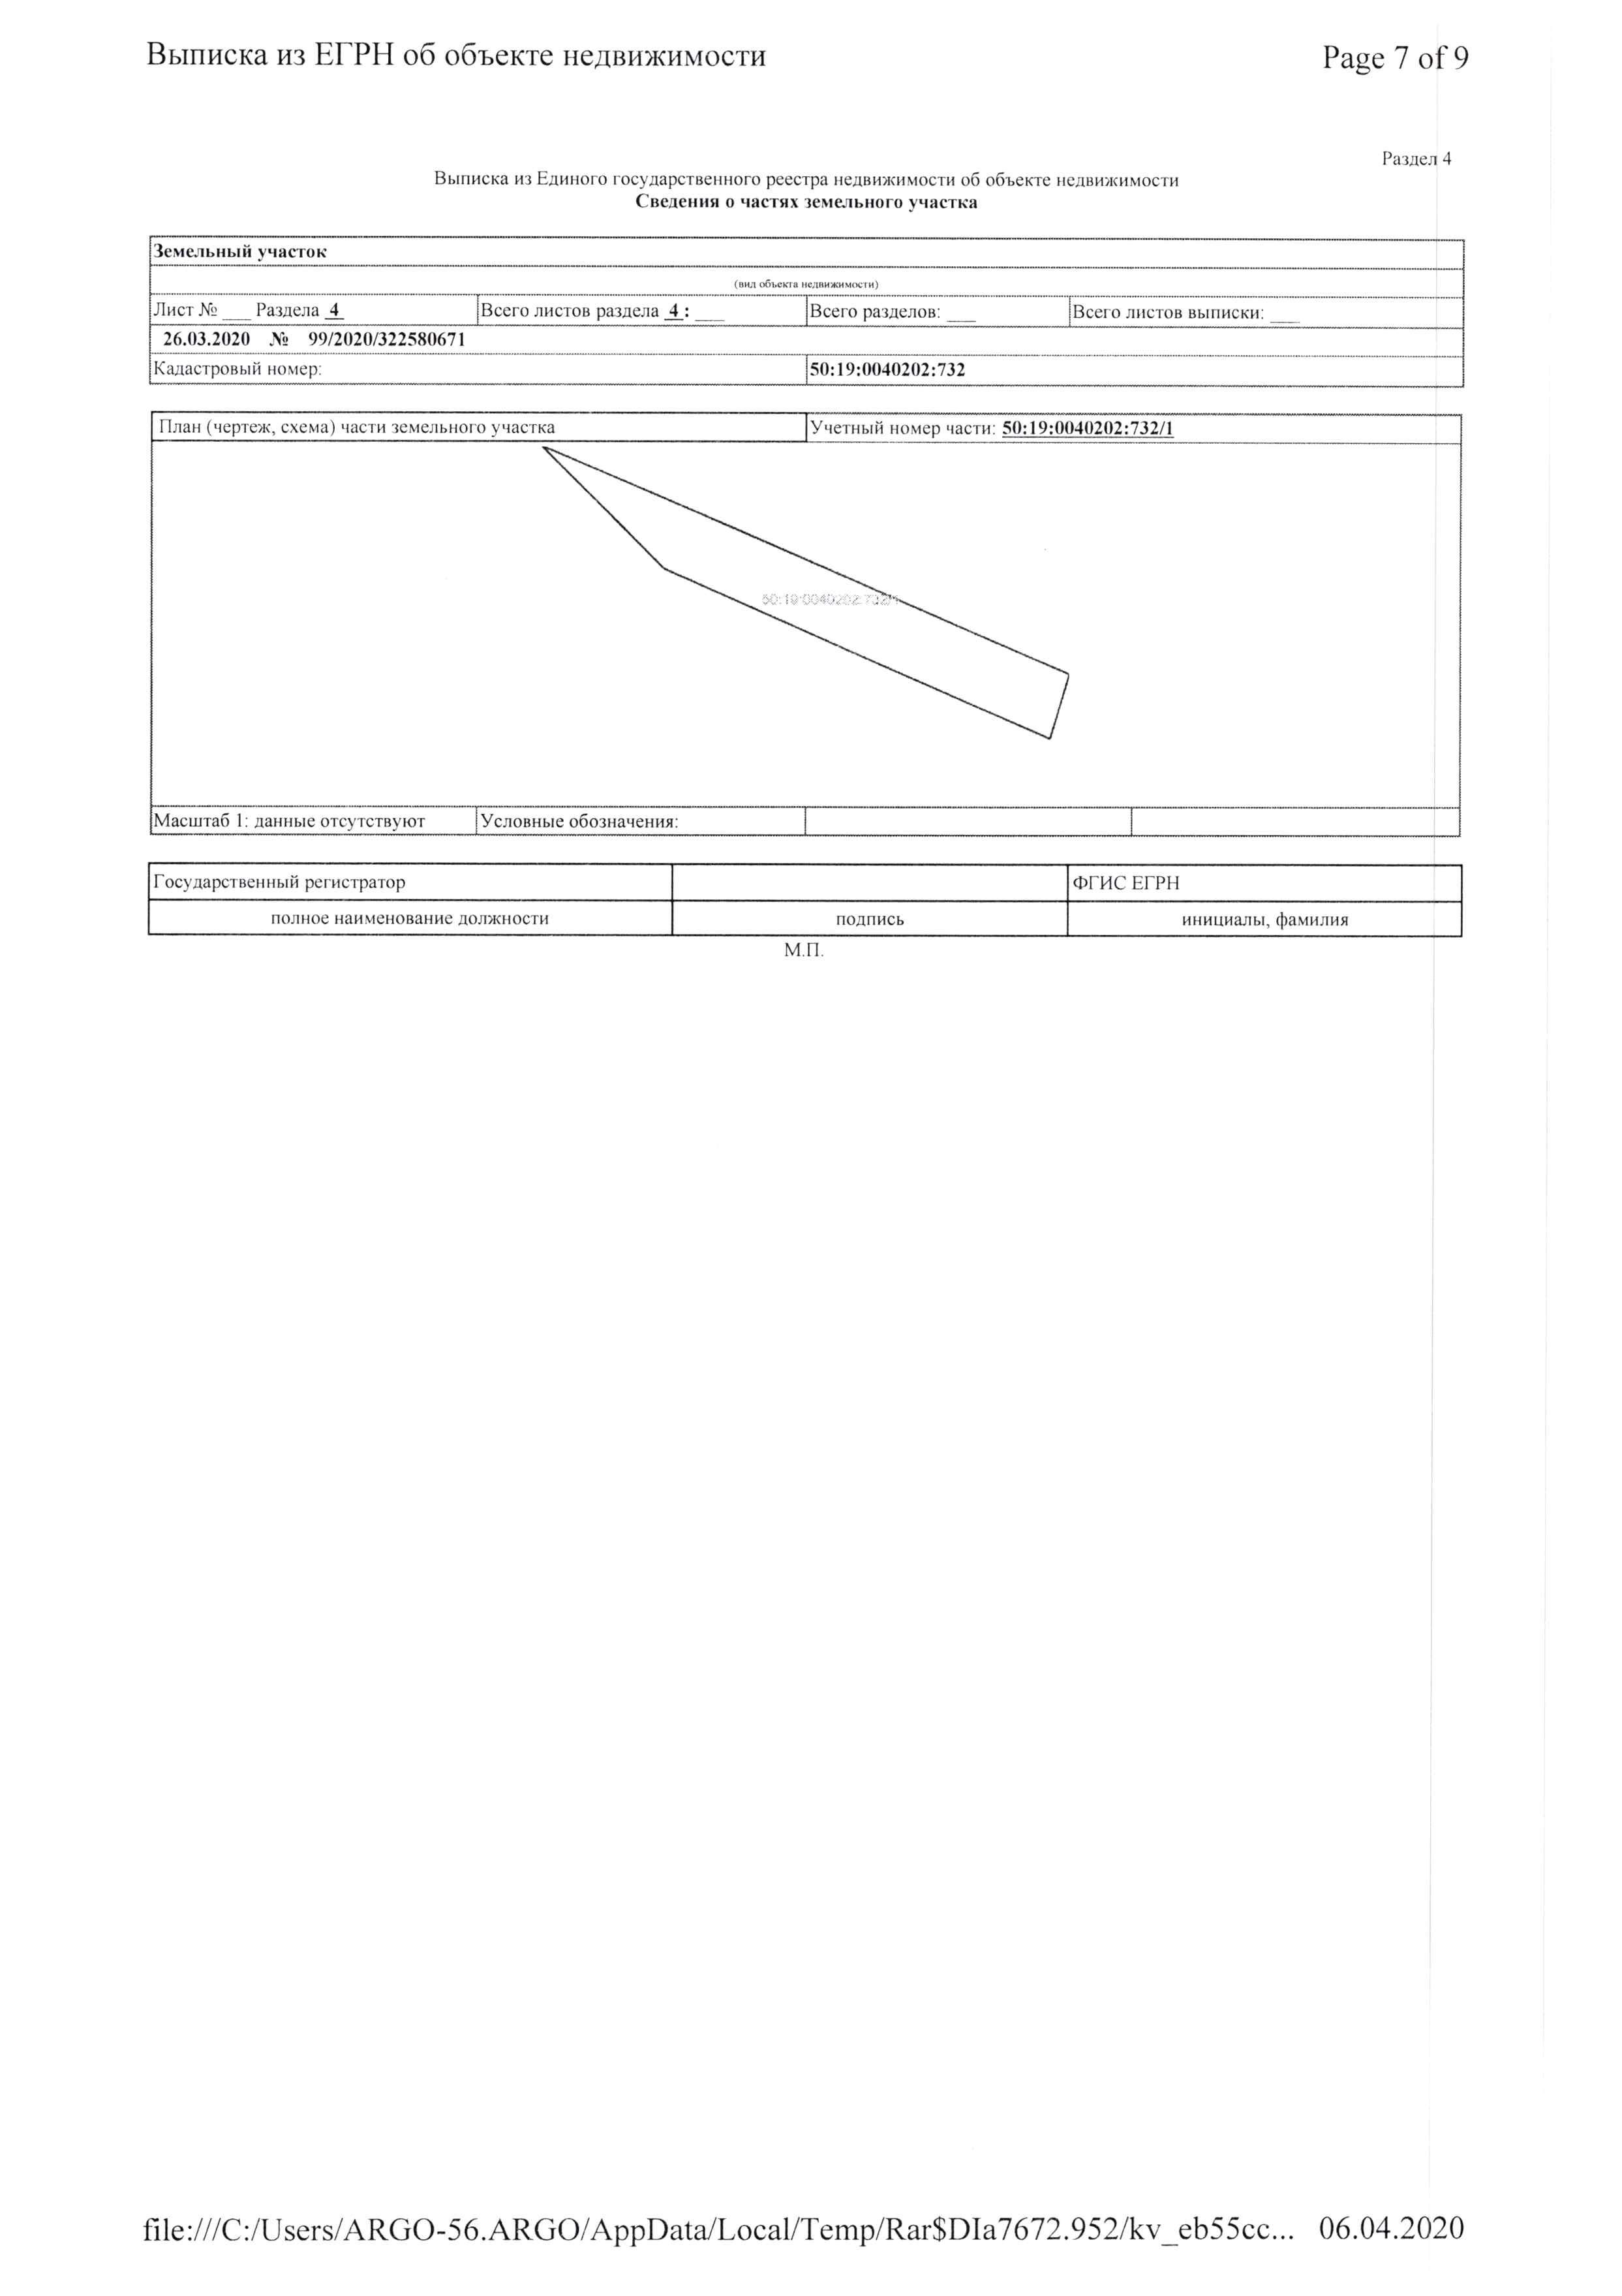 Выписка из ЕГРН об объекте недвижимости Page 7 of 9
Раздел 4
Выписка из Единого государственного реестра недвижимости об объекте недвижимости
Сведения о частях земельного участка
Земельный участок
(вид объекта недвижимости)
Лист № ___ Раздела 4 Всего листов раздела 4 : ___ Всего разделов: ___ Всего листов выписки: ___
26.03.2020 № 99/2020/322580671
Кадастровый номер: 50:19:0040202:732
План (чертеж, схема) части земельного участка Учетный номер части: 50:19:0040202:732/1
50:19:0040202:732/1
Масштаб 1: данные отсутствуют Условные обозначения:
Государственный регистратор ФГИС ЕГРН
полное наименование должности подпись инициалы, фамилия
М.П.
file:///C:/Users/ARGO-56.ARGO/AppData/Local/Temp/Rar$DIa7672.952/kv_eb55cc... 06.04.2020